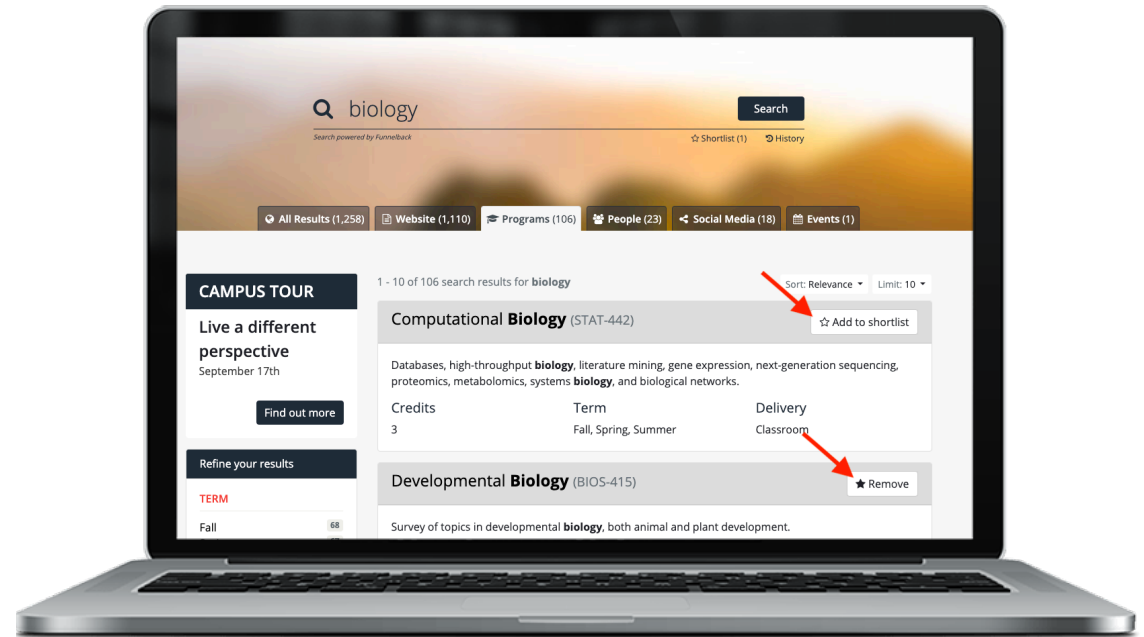 biology
Search
Search powered by Funnelback
Shortlist (1) History
All Results (1,258) Website (1,110) Programs (106) People (23) Social Media (18) Events (1)
CAMPUS TOUR
Live a different
perspective
September 17th
Find out more
Refine your results
TERM
Fall 68
1 - 10 of 106 search results for biology
Sort: Relevance Limit: 10
Computational Biology (STAT-442)
Add to shortlist
Databases, high-throughput biology, literature mining, gene expression, next-generation sequencing,
proteomics, metabolomics, systems biology, and biological networks.
Credits Term Delivery
3 Fall, Spring, Summer Classroom
Developmental Biology (BIOS-415)
Remove
Survey of topics in developmental biology, both animal and plant development.